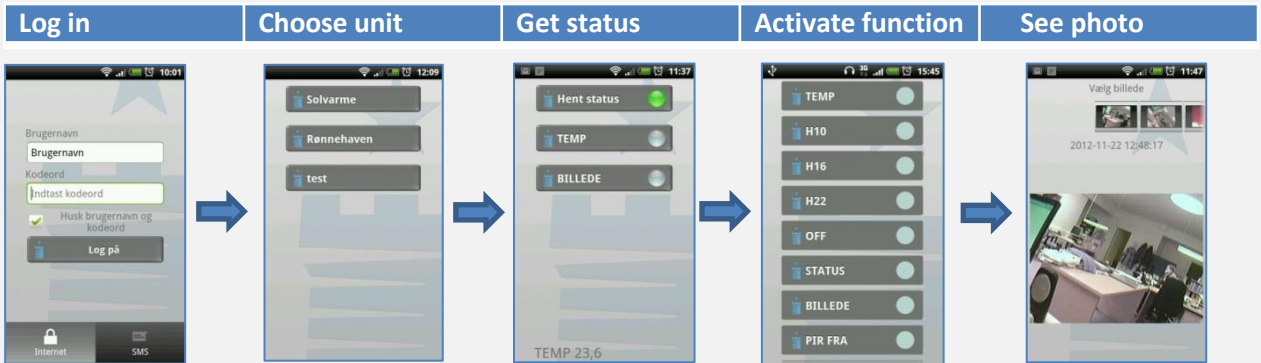 Log in
Choose unit
Get status
Activate function
See photo
10:01
Brugernavn
Brugernavn
Kodeord
Indtast kodeord
Husk brugernavn og
kodeord
Log på
Internet
SMS
12:09
Solvarme
Rønnehaven
test
11:37
Hent status
TEMP
BILLEDE
TEMP 23,6
3G 15:45
TEMP
H10
H16
H22
OFF
STATUS
BILLEDE
PIR FRA
11:47
Vælg billede
2012-11-22 12:48:17